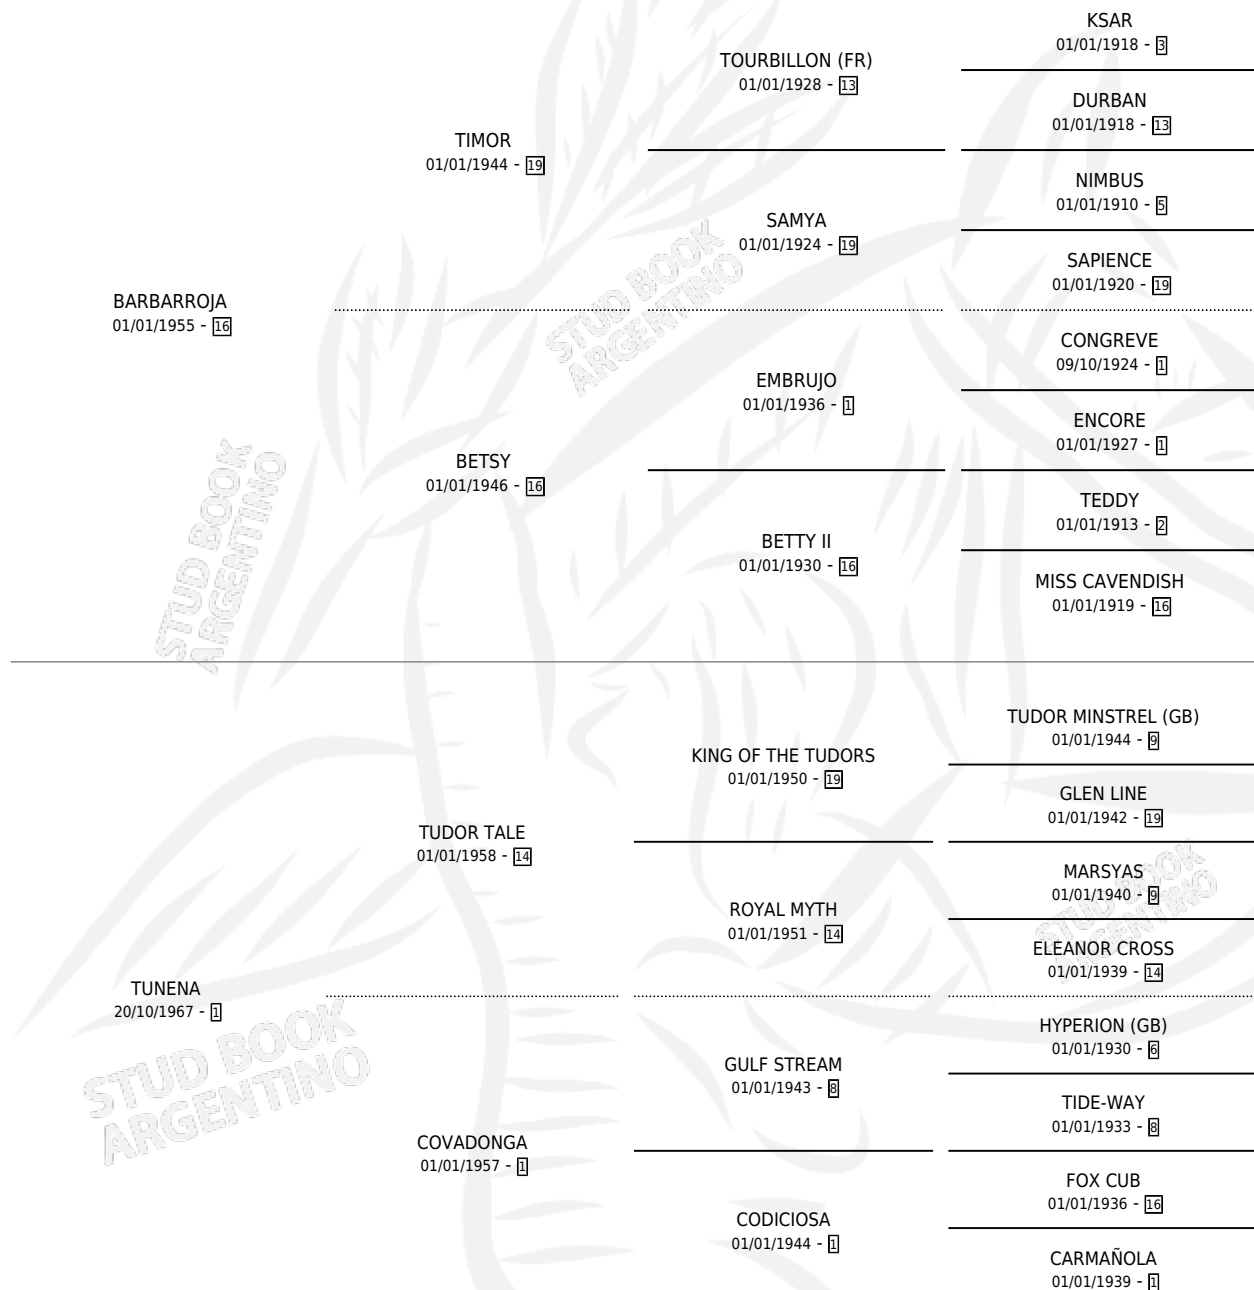 KSAR
01/01/1918 - 3
TOURBILLON (FR)
01/01/1928 - 13
DURBAN
01/01/1918 - 13
TIMOR
01/01/1944 - 19
NIMBUS
01/01/1910 - 5
SAMYA
01/01/1924 - 19
SAPIENCE
01/01/1920 - 19
BARBARROJA
01/01/1955 - 16
STUD BOOK
ARGENTINO
CONGREVE
09/10/1924 - 1
EMBRUJO
01/01/1936 - 1
ENCORE
01/01/1927 - 1
BETSY
01/01/1946 - 16
TEDDY
01/01/1913 - 2
BETTY II
01/01/1930 - 16
MISS CAVENDISH
01/01/1919 - 16
STUD BOOK
ARGENTINO
TUDOR MINSTREL (GB)
01/01/1944 - 9
KING OF THE TUDORS
01/01/1950 - 19
GLEN LINE
01/01/1942 - 19
TUDOR TALE
01/01/1958 - 14
MARSYAS
01/01/1940 - 9
ROYAL MYTH
01/01/1951 - 14
ELEANOR CROSS
01/01/1939 - 14
STUD BOOK
ARGENTINO
TUNENA
20/10/1967 - 1
HYPERION (GB)
01/01/1930 - 6
GULF STREAM
01/01/1943 - 8
TIDE-WAY
01/01/1933 - 8
STUD BOOK
ARGENTINO
COVADONGA
01/01/1957 - 1
FOX CUB
01/01/1936 - 16
CODICIOSA
01/01/1944 - 1
CARMAÑOLA
01/01/1939 - 1